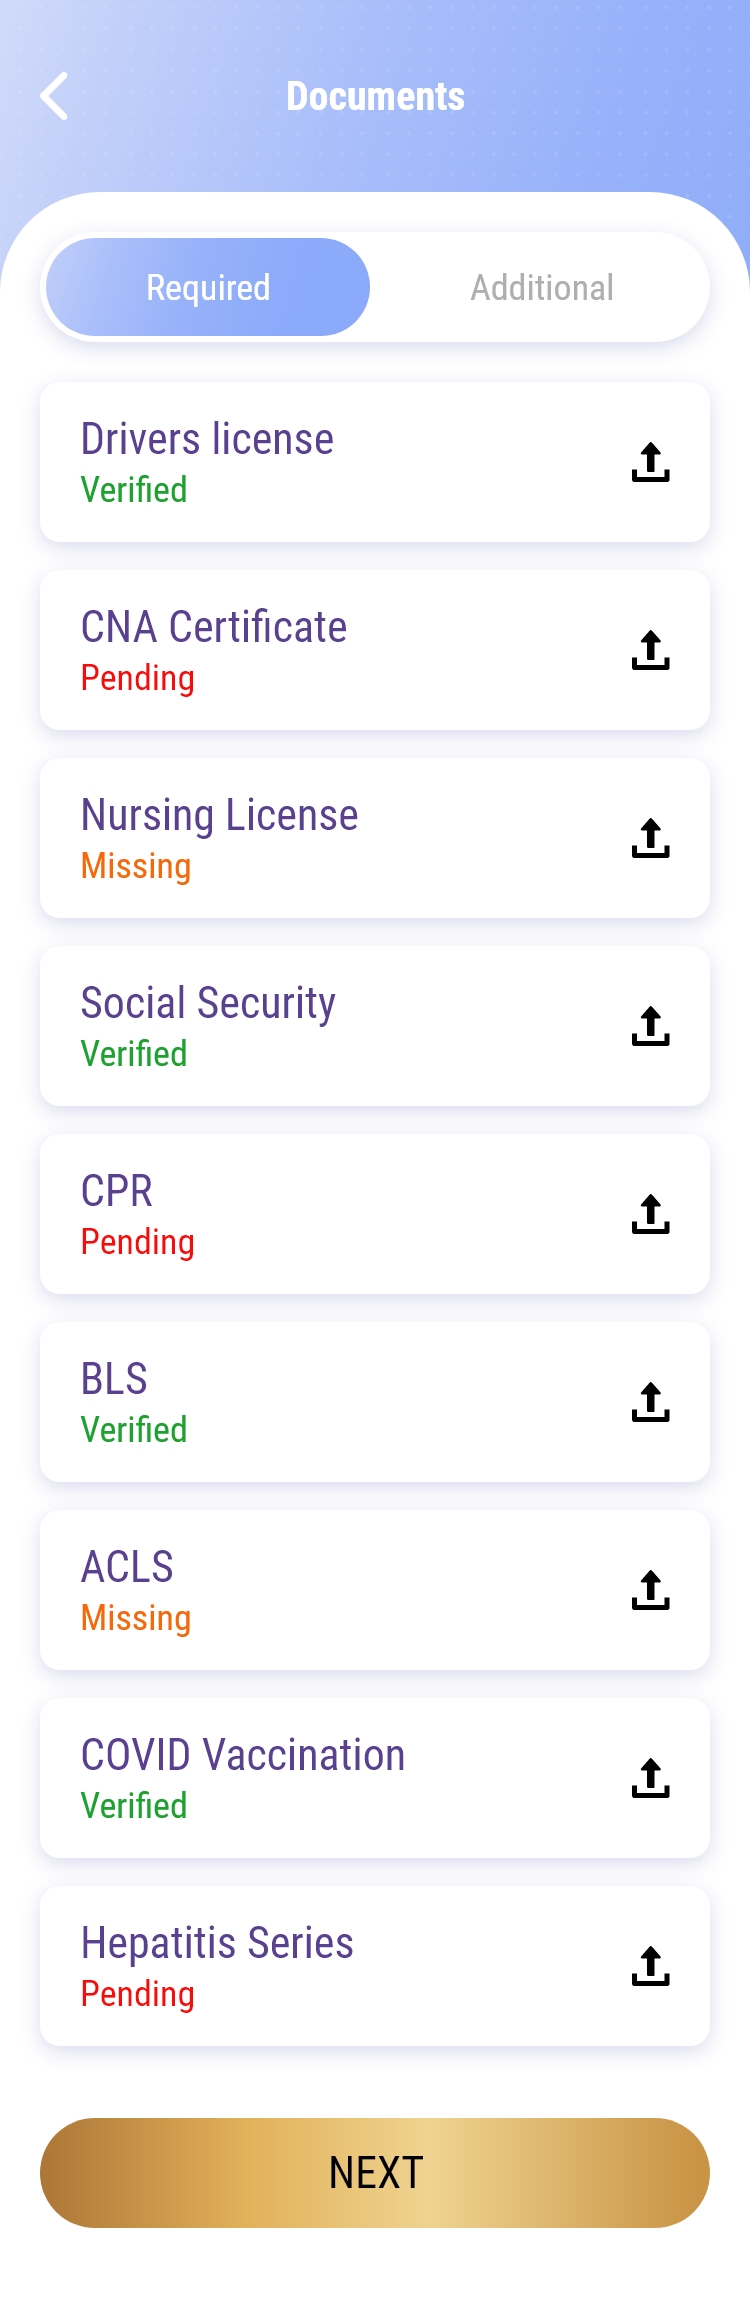 Documents
Required
Additional
Drivers license
Verified
CNA Certificate
Pending
Nursing License
Missing
Social Security
Verified
CPR
Pending
BLS
Verified
ACLS
Missing
COVID Vaccination
Verified
Hepatitis Series
Pending
NEXT